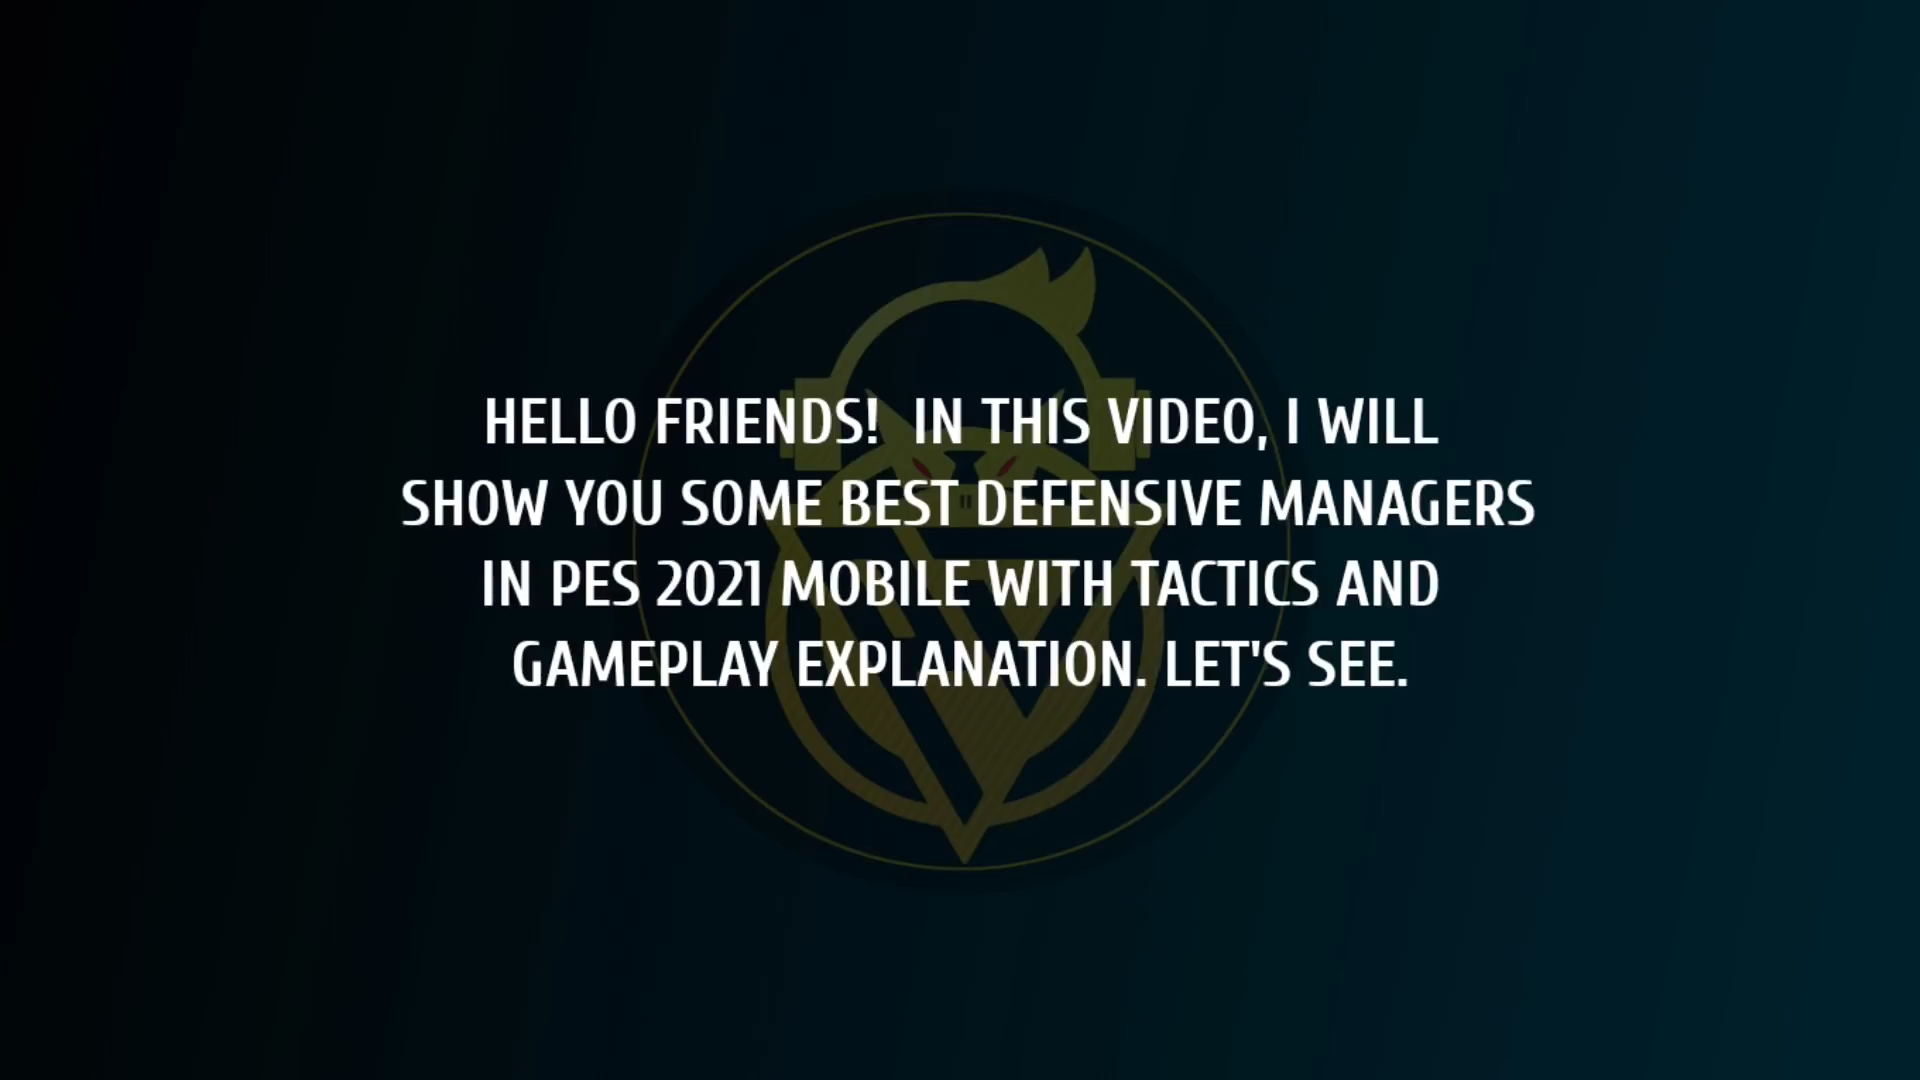 HELLO FRIENDS!  IN THIS VIDEO, I WILL
SHOW YOU SOME BEST DEFENSIVE MANAGERS
IN PES 2021 MOBILE WITH TACTICS AND
GAMEPLAY EXPLANATION. LET'S SEE.